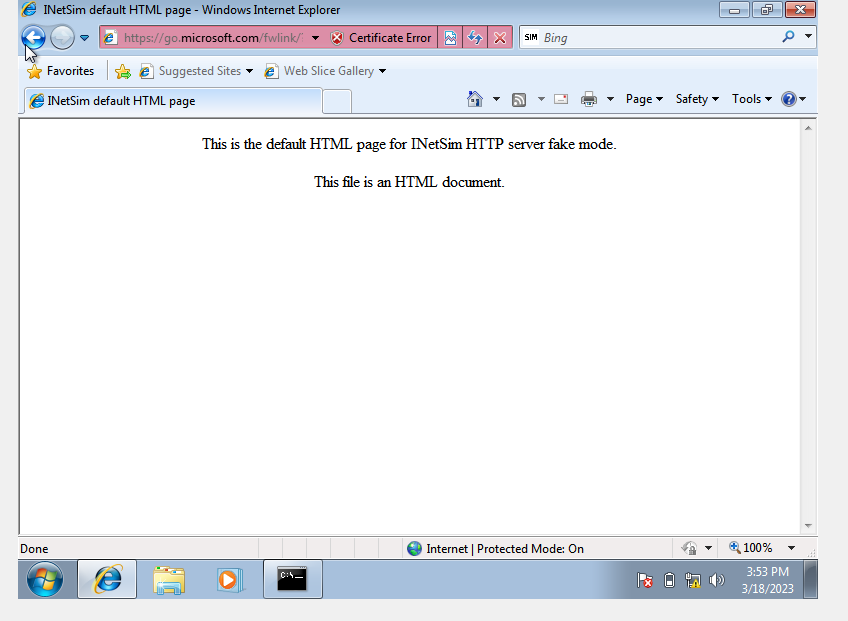 INetSim default HTML page - Windows Internet Explorer
https://go.microsoft.com/fwlink/
Certificate Error
SIM Bing
Favorites
Suggested Sites
Web Slice Gallery
INetSim default HTML page
Page
Safety
Tools
This is the default HTML page for INetSim HTTP server fake mode.
This file is an HTML document.
Done
Internet | Protected Mode: On
100%
C:\_
3:53 PM
3/18/2023